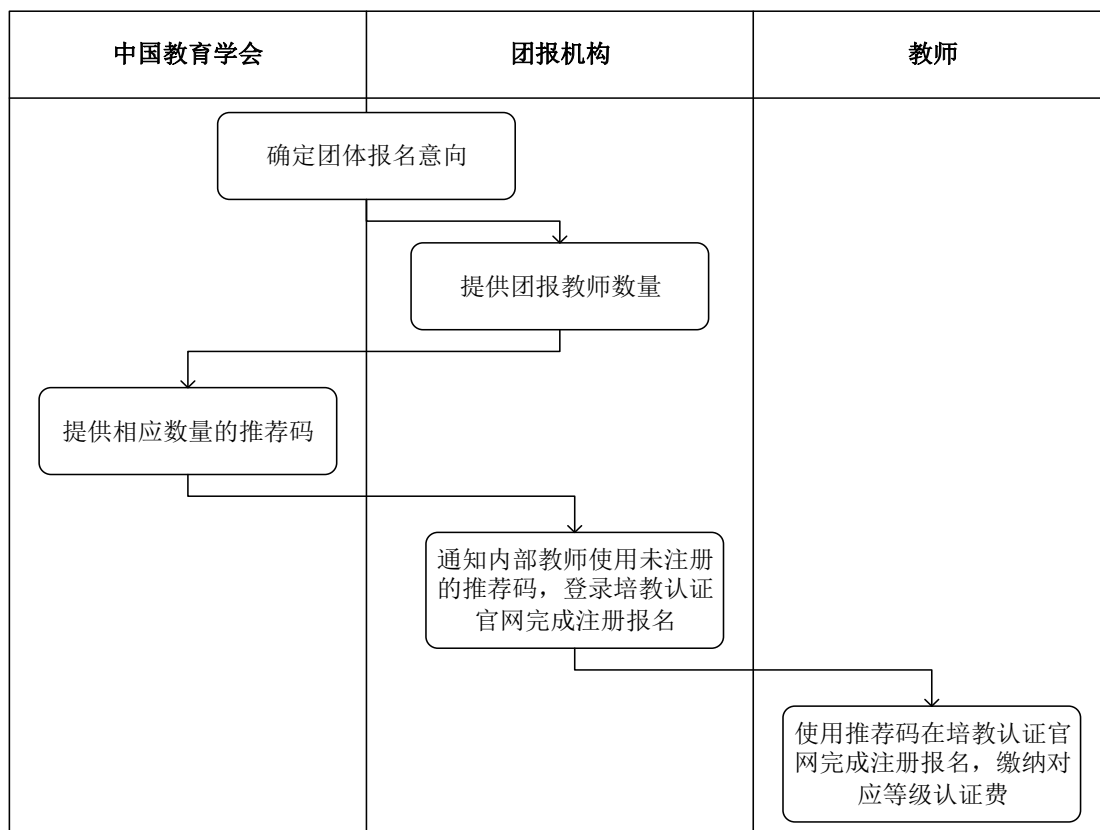 中国教育学会
团报机构
教师
确定团体报名意向
提供团报教师数量
提供相应数量的推荐码
通知内部教师使用未注册
的推荐码，登录培教认证
官网完成注册报名
使用推荐码在培教认证官
网完成注册报名，缴纳对
应等级认证费